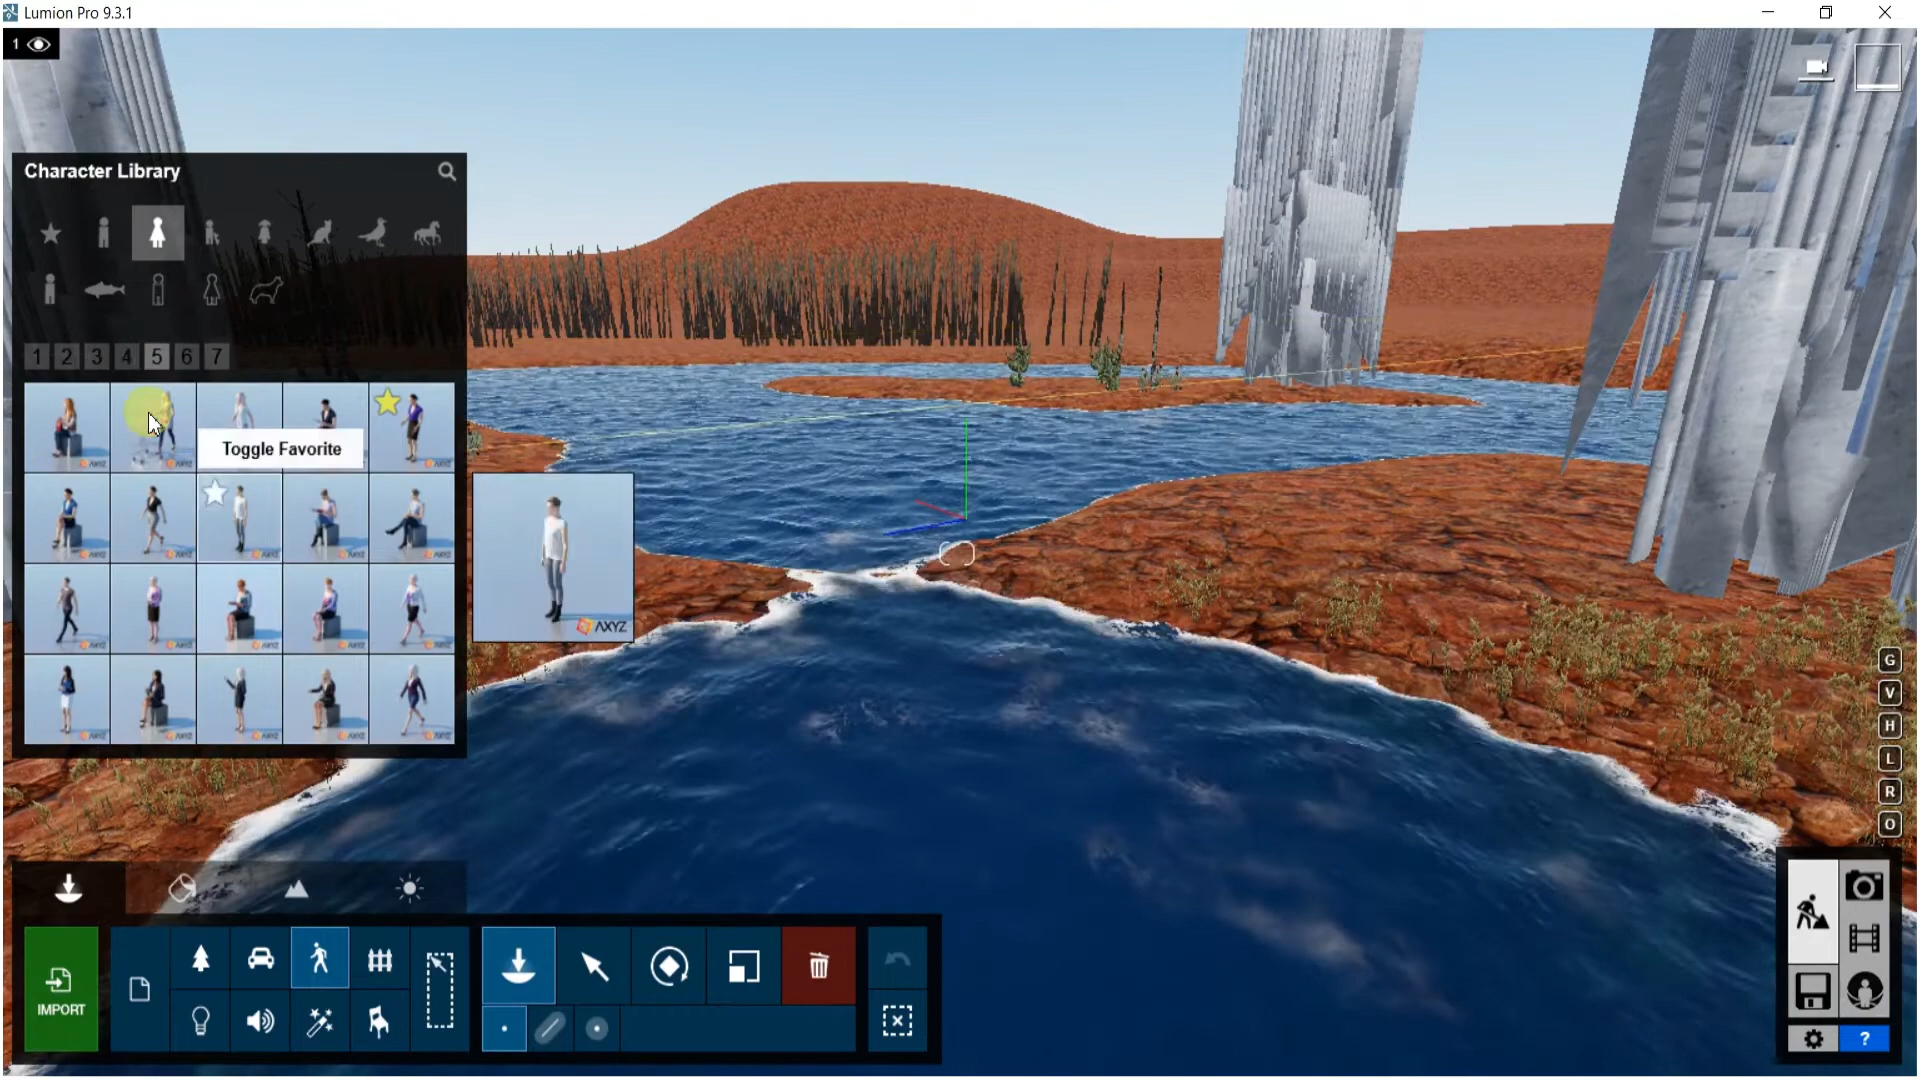 Lumion Pro 9.3.1
1
Character Library
1 2 3 4 5 6 7
Toggle Favorite
AXYZ
G
V
H
L
R
O
IMPORT
?